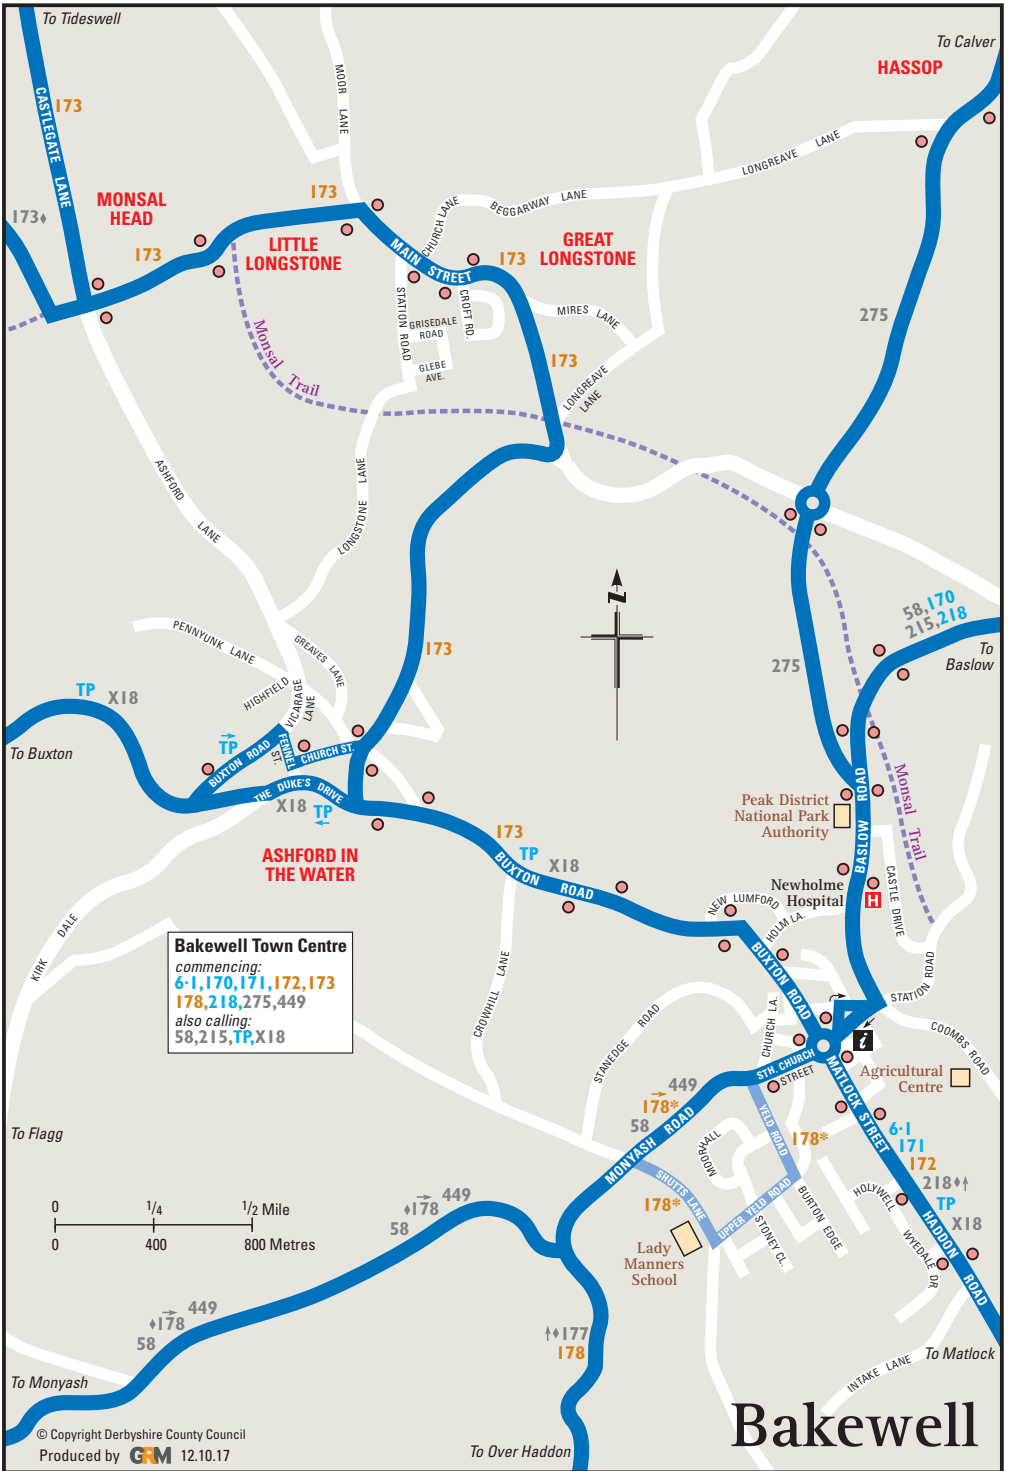 To Tideswell
To Calver
HASSOP
173
CASTLEGATE LANE
MOOR LANE
LONGREAVE LANE
MONSAL
HEAD
173
173♦
CHURCH LANE
BEGGARWAY LANE
173
LITTLE
LONGSTONE
MAIN STREET
173
GREAT
LONGSTONE
STATION ROAD
CROFT RD.
GRISEDALE
ROAD
MIRES LANE
275
GLEBE
AVE.
Monsal Trail
173
LONGREAVE
LANE
ASHFORD LANE
LONGSTONE LANE
N
58,170
215,218
To
Baslow
PENNYUNK LANE
GREAVES LANE
173
275
HIGHFIELD
VICARAGE
LANE
TP X18
To Buxton
→
TP
BUXTON ROAD
FENNEL
ST.
CHURCH ST.
THE DUKE'S DRIVE
X18
TP
←
Peak District
National Park
Authority
BASLOW ROAD
Monsal Trail
173
TP
X18
BUXTON ROAD
ASHFORD IN
THE WATER
Newholme
Hospital
H
CASTLE DRIVE
NEW LUMFORD
HOLM LA.
KIRK DALE
Bakewell Town Centre
commencing:
6·1,170,171,172,173
178,218,275,449
also calling:
58,215,TP,X18
CROWHILL LANE
BUXTON ROAD
STATION ROAD
STANEDGE ROAD
CHURCH LA.
i
COOMBS ROAD
STH. CHURCH
STREET
Agricultural
Centre
449
→
178*
58
MONYASH ROAD
MATLOCK STREET
YELD ROAD
178*
6·1
171
172
218♦↑
TP
X18
To Flagg
MOORHALL
SHUTTS LANE
178*
UPPER YELD ROAD
STONEY CL.
BURTON EDGE
HOLYWELL
WYEDALE DR
HADDON ROAD
0 1/4 1/2 Mile
0 400 800 Metres
→ 449
♦178
58
Lady
Manners
School
→ 449
♦178
58
↑♦177
178
To Matlock
INTAKE LANE
To Monyash
Bakewell
© Copyright Derbyshire County Council
Produced by GRM 12.10.17
To Over Haddon